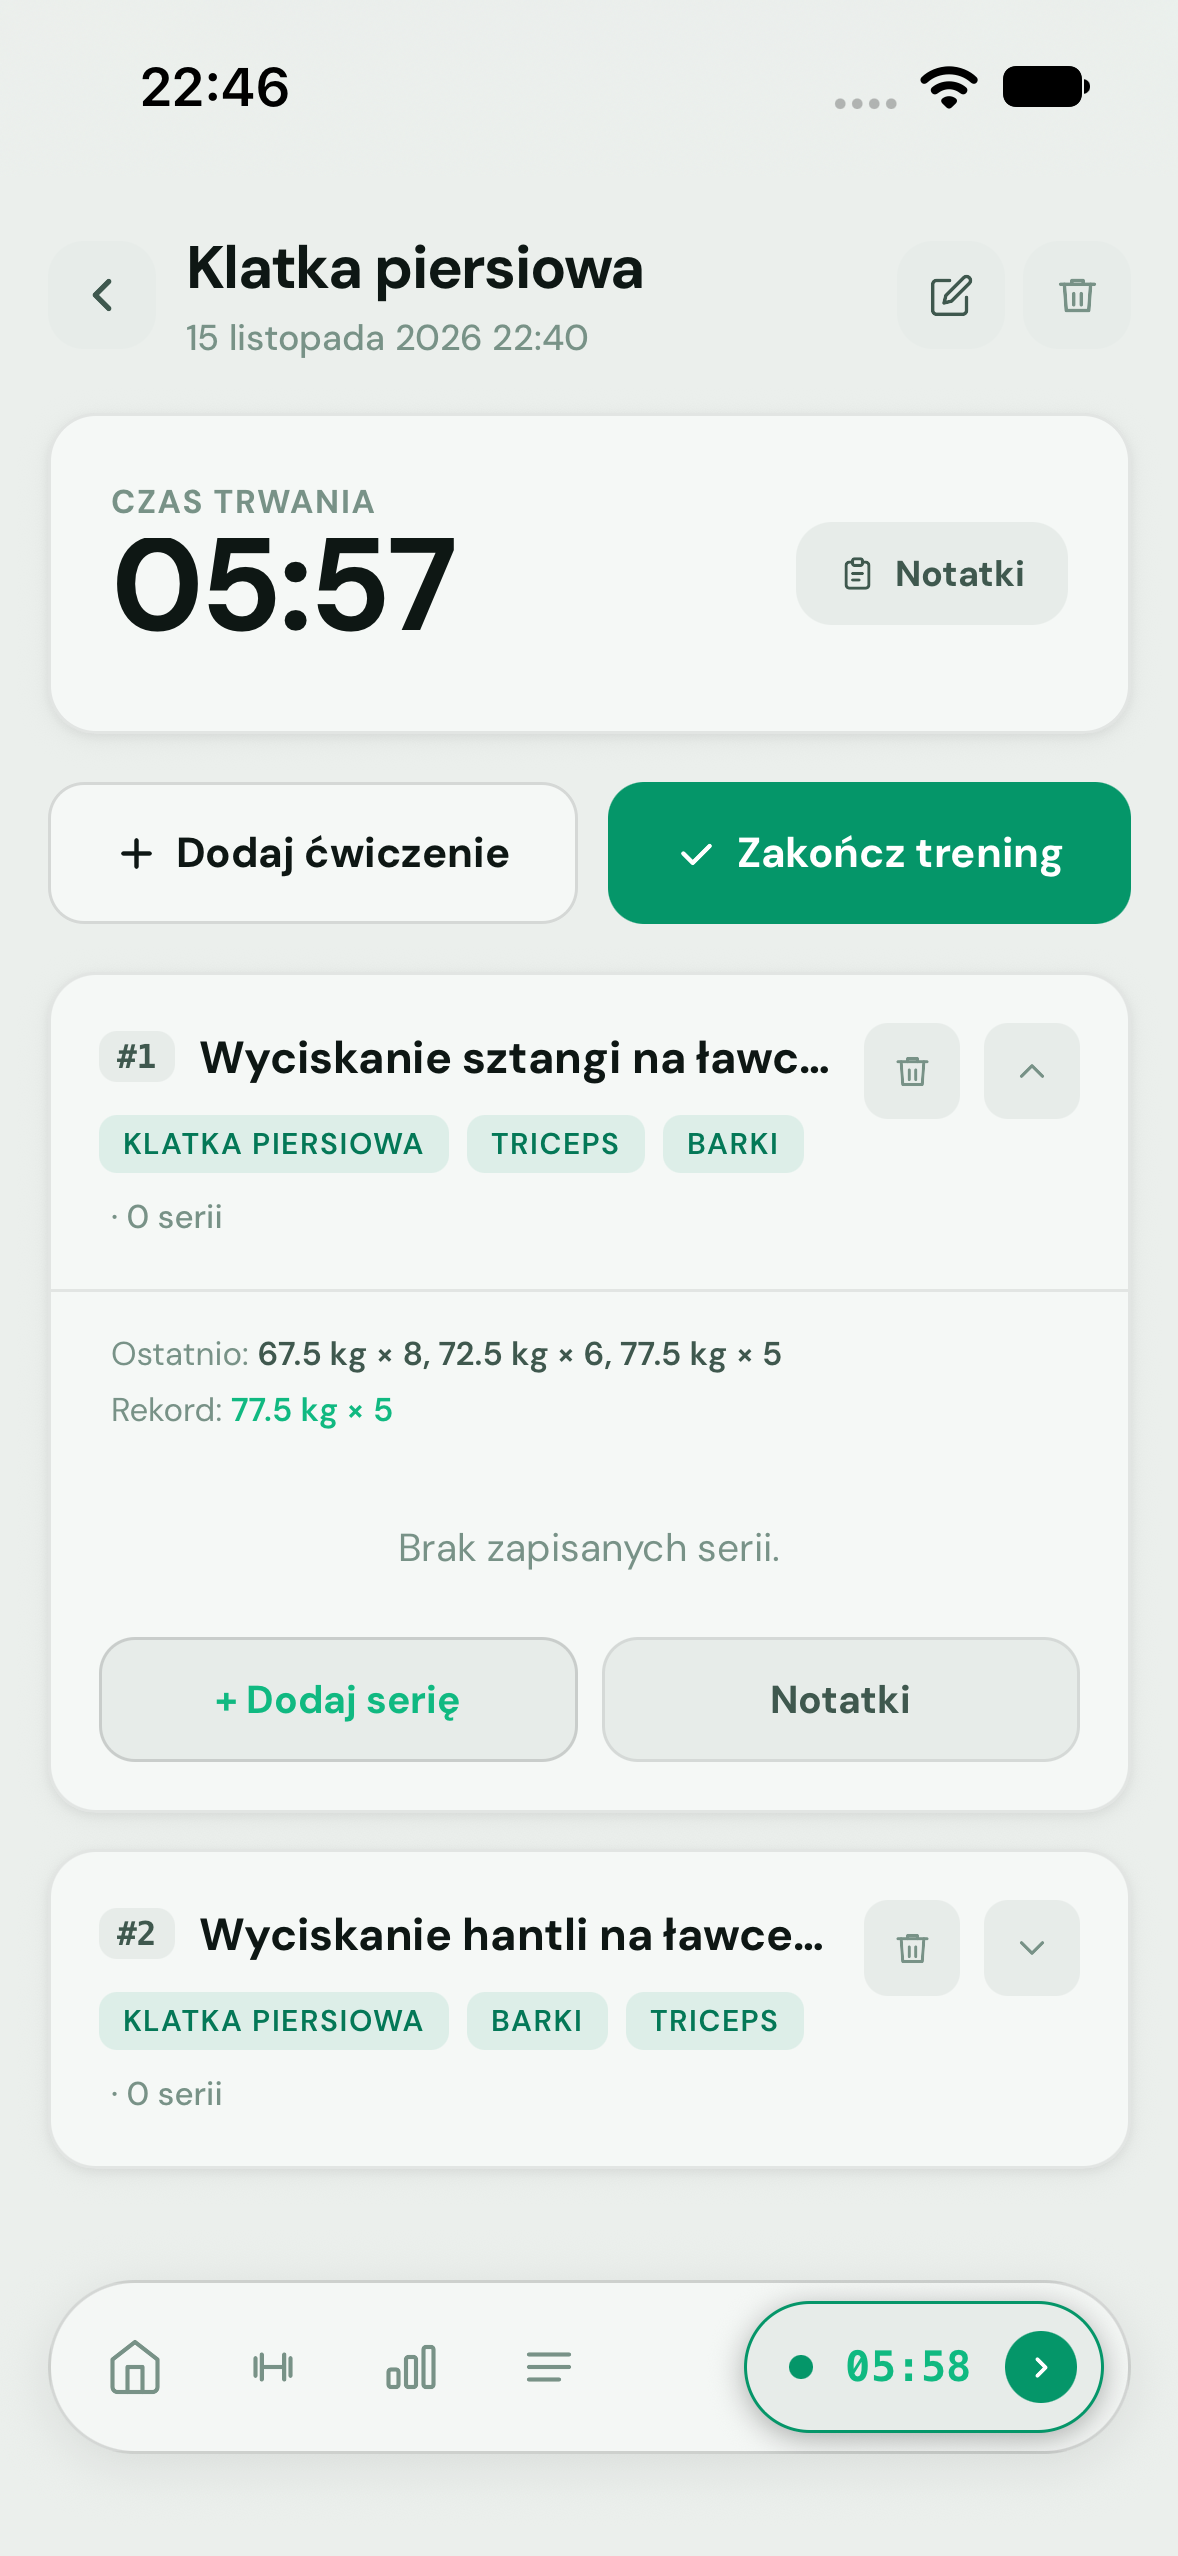 22:46
Klatka piersiowa
15 listopada 2026 22:40
CZAS TRWANIA
05:57
Notatki
Dodaj ćwiczenie
Zakończ trening
#1 Wyciskanie sztangi na ławc...
KLATKA PIERSIOWA TRICEPS BARKI
· 0 serii
Ostatnio: 67.5 kg × 8, 72.5 kg × 6, 77.5 kg × 5
Rekord: 77.5 kg × 5
Brak zapisanych serii.
+ Dodaj serię
Notatki
#2 Wyciskanie hantli na ławce...
KLATKA PIERSIOWA BARKI TRICEPS
· 0 serii
05:58